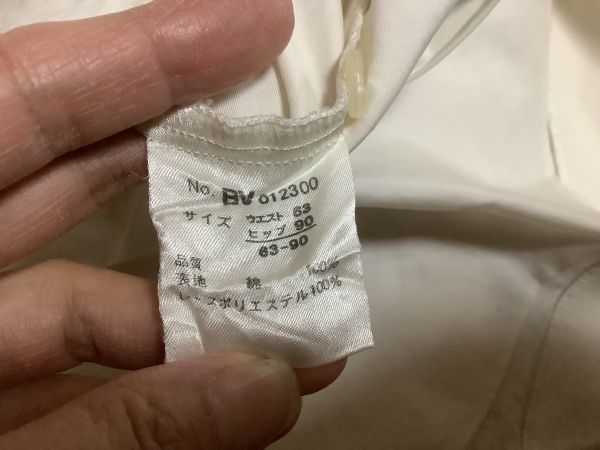 No. BV 012300
サイズ ウエスト 63
ヒップ 90
63-90
品質
表地 綿 100%
レースポリエステル100%